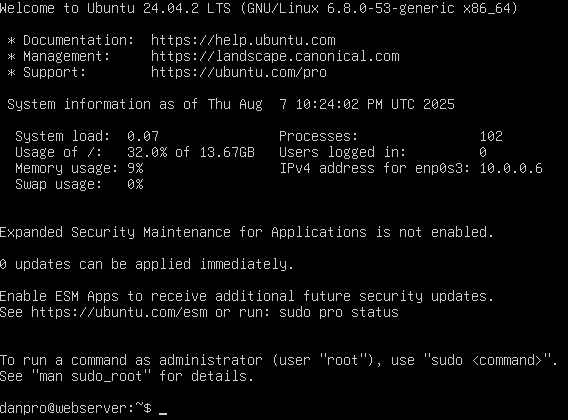 Welcome to Ubuntu 24.04.2 LTS (GNU/Linux 6.8.0-53-generic x86_64)
* Documentation:  https://help.ubuntu.com
* Management:     https://landscape.canonical.com
* Support:        https://ubuntu.com/pro
System information as of Thu Aug  7 10:24:02 PM UTC 2025
System load:  0.07               Processes:               102
Usage of /:   32.0% of 13.67GB   Users logged in:         0
Memory usage: 9%                 IPv4 address for enp0s3: 10.0.0.6
Swap usage:   0%
Expanded Security Maintenance for Applications is not enabled.
0 updates can be applied immediately.
Enable ESM Apps to receive additional future security updates.
See https://ubuntu.com/esm or run: sudo pro status
To run a command as administrator (user "root"), use "sudo <command>".
See "man sudo_root" for details.
danpro@webserver:~$ _